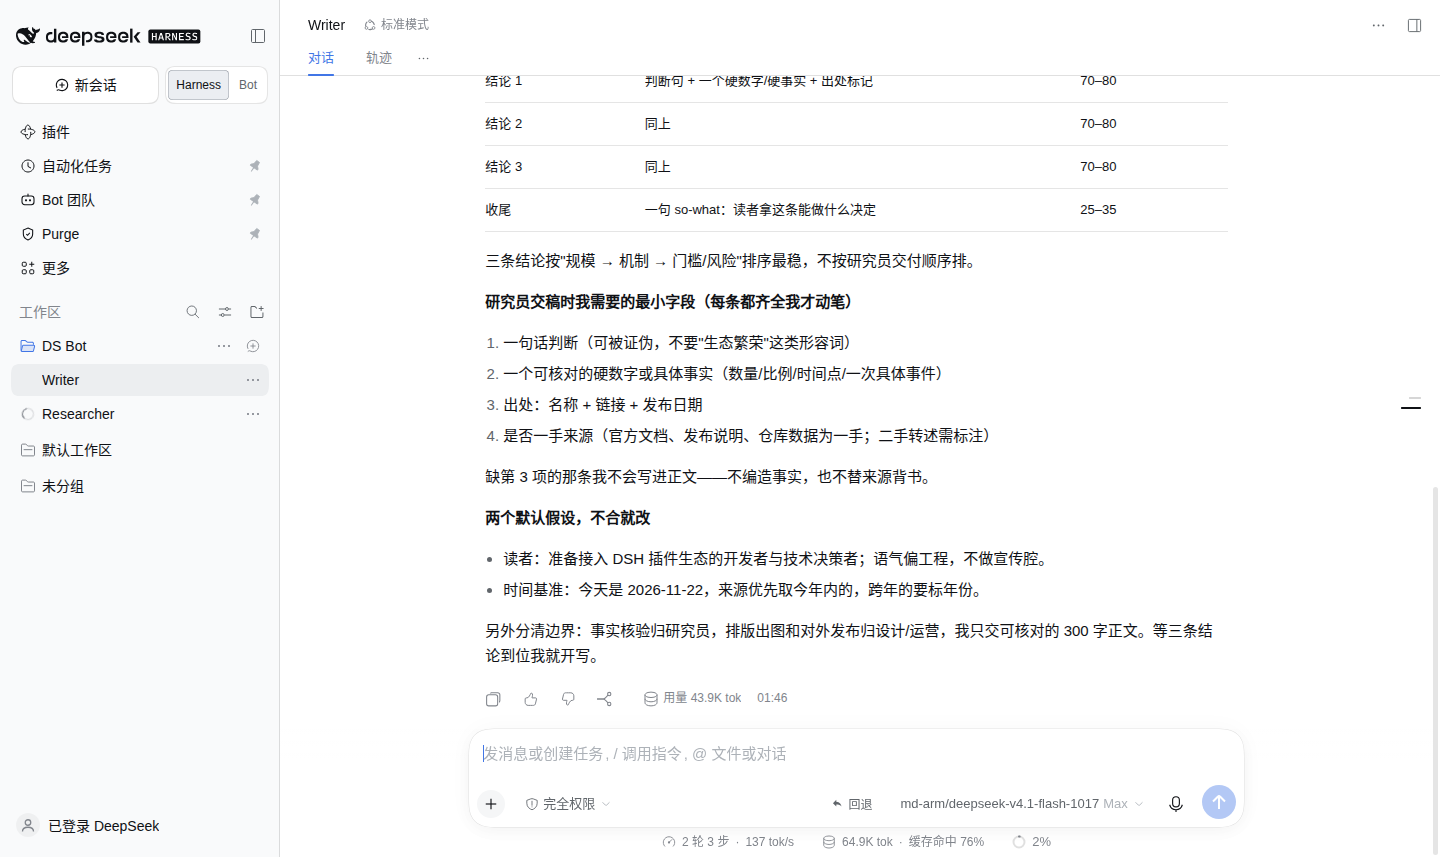 deepseek HARNESS
新会话
Harness
Bot
插件
自动化任务
Bot 团队
Purge
更多
工作区
DS Bot
Writer
Researcher
默认工作区
未分组
已登录 DeepSeek
Writer
标准模式
对话
轨迹
结论 1 判断句 + 一个硬数字/硬事实 + 出处标记 70–80
结论 2 同上 70–80
结论 3 同上 70–80
收尾 一句 so-what：读者拿这条能做什么决定 25–35
三条结论按"规模 → 机制 → 门槛/风险"排序最稳，不按研究员交付顺序排。
研究员交稿时我需要的最小字段（每条都齐全我才动笔）
1. 一句话判断（可被证伪，不要"生态繁荣"这类形容词）
2. 一个可核对的硬数字或具体事实（数量/比例/时间点/一次具体事件）
3. 出处：名称 + 链接 + 发布日期
4. 是否一手来源（官方文档、发布说明、仓库数据为一手；二手转述需标注）
缺第 3 项的那条我不会写进正文——不编造事实，也不替来源背书。
两个默认假设，不合就改
• 读者：准备接入 DSH 插件生态的开发者与技术决策者；语气偏工程，不做宣传腔。
• 时间基准：今天是 2026-11-22，来源优先取今年内的，跨年的要标年份。
另外分清边界：事实核验归研究员，排版出图和对外发布归设计/运营，我只交可核对的 300 字正文。等三条结
论到位我就开写。
用量 43.9K tok 01:46
发消息或创建任务, / 调用指令, @ 文件或对话
完全权限
回退
md-arm/deepseek-v4.1-flash-1017 Max
2 轮 3 步 · 137 tok/s
64.9K tok · 缓存命中 76%
2%